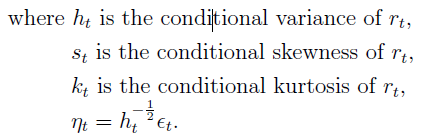 where h_t is the conditional variance of r_t,
s_t is the conditional skewness of r_t,
k_t is the conditional kurtosis of r_t,
η_t = h_t^{-\frac{1}{2}} ϵ_t.